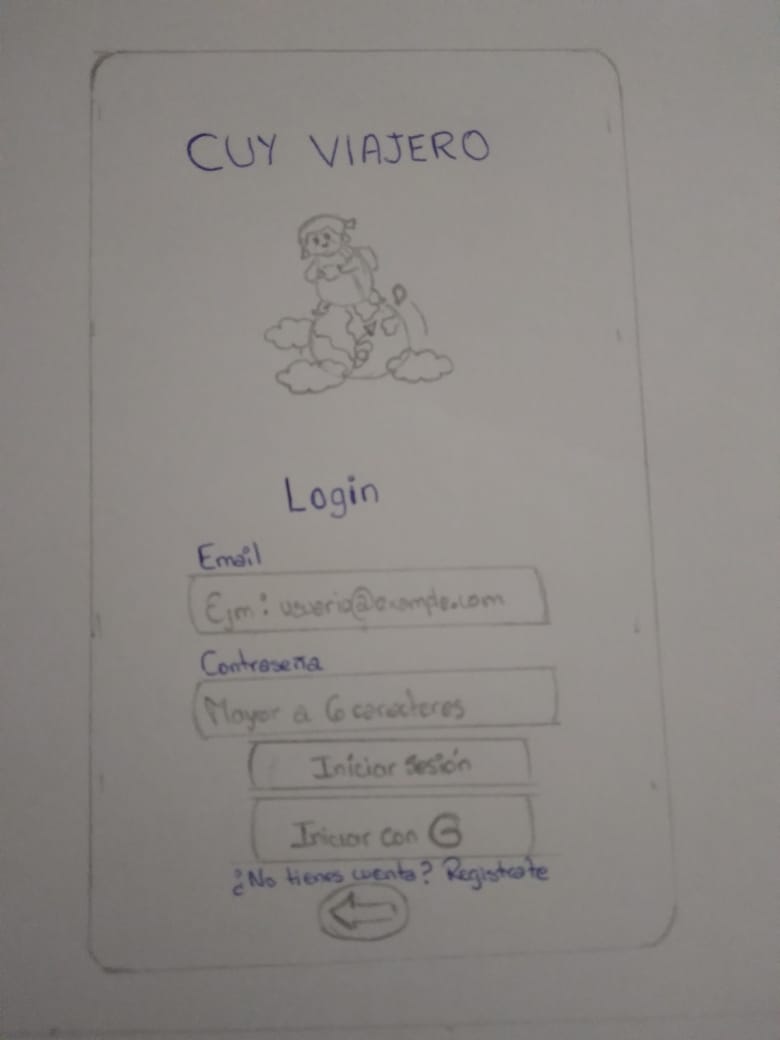 CUY VIAJERO
Login
Email
Ejm: usuario@example.com
Contraseña
Mayor a 6 caracteres
Iniciar Sesión
Iniciar con G
¿No tienes cuenta? Registrate